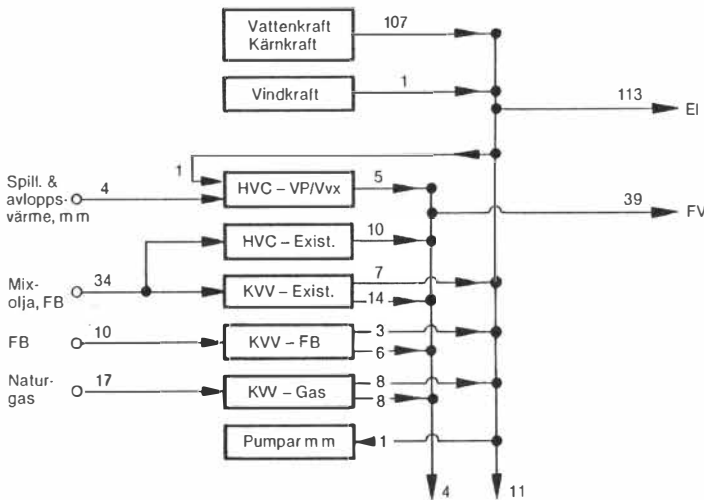 Vattenkraft
Kärnkraft
107
Vindkraft
1
113
El
1
Spill. &
avlopps-
värme, m m
4
HVC – VP/Vvx
5
39
FV
HVC – Exist.
10
Mix-
olja, FB
34
KVV – Exist.
7
14
FB
10
KVV – FB
3
6
Natur-
gas
17
KVV – Gas
8
8
Pumpar m m
1
4
11